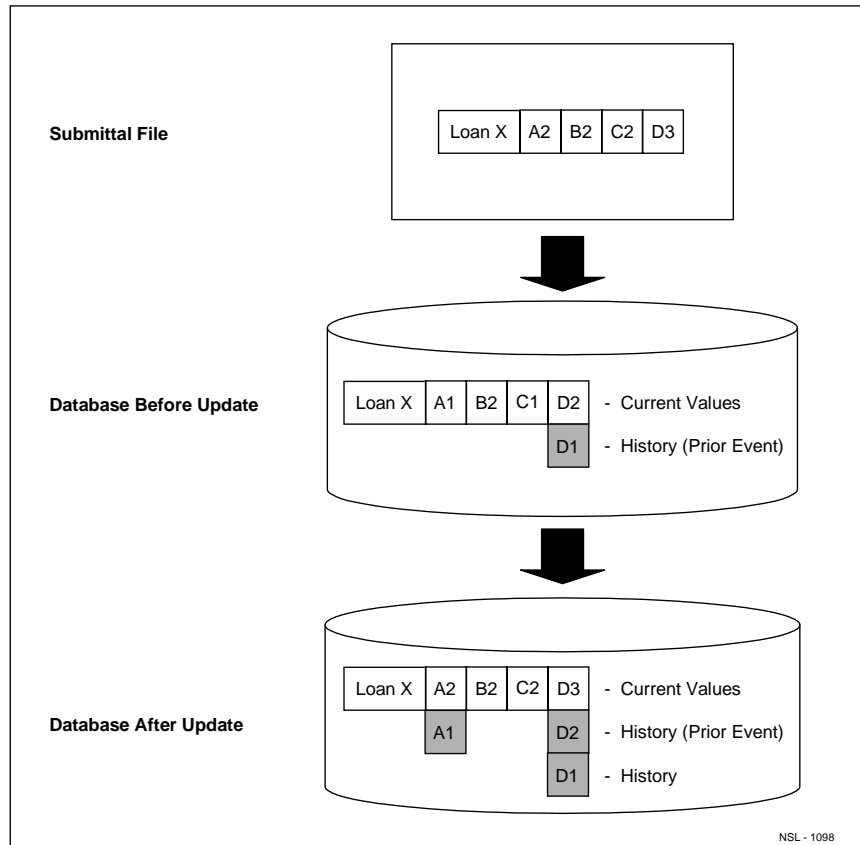 Submittal File
Loan X A2 B2 C2 D3
Database Before Update
Loan X A1 B2 C1 D2 - Current Values
D1 - History (Prior Event)
Database After Update
Loan X A2 B2 C2 D3 - Current Values
A1 D2 - History (Prior Event)
D1 - History
NSL - 1098